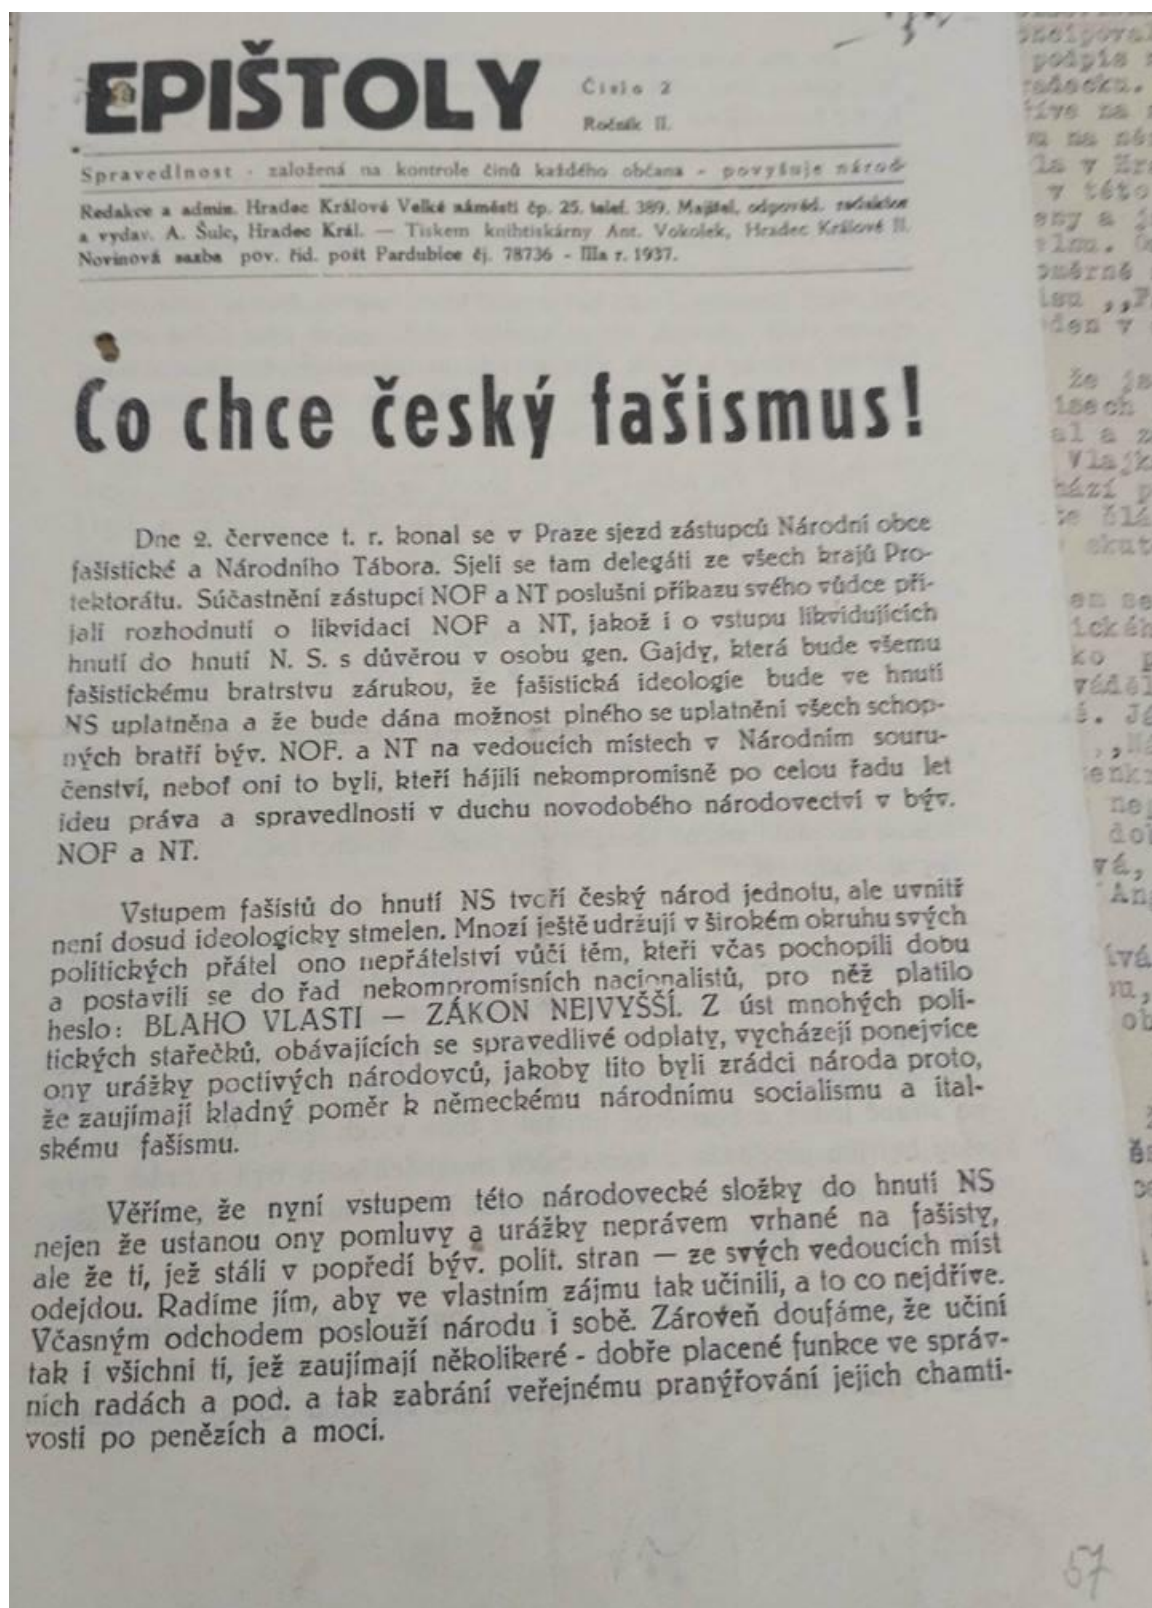 EPIŠTOLY
Číslo 2
Ročník II.
Spravedlnost - založená na kontrole činů každého občana - povyšuje národ
Redakce a admin. Hradec Králové Velké náměstí čp. 25. telef. 389. Majitel, odpověd. redaktor
a vydav. A. Šulc, Hradec Král. — Tiskem knihtiskárny Ant. Vokolek, Hradec Králové II.
Novinová sazba pov. řid. pošt Pardubice čj. 78736 - IIIa r. 1937.
Co chce český fašismus!
Dne 2. července t. r. konal se v Praze sjezd zástupců Národní obce
fašistické a Národního Tábora. Sjeli se tam delegáti ze všech krajů Pro-
tektorátu. Súčastnění zástupci NOF a NT poslušni příkazu svého vůdce při-
jali rozhodnutí o likvidaci NOF a NT, jakož i o vstupu likvidujících
hnutí do hnutí N. S. s důvěrou v osobu gen. Gajdy, která bude všemu
fašistickému bratrstvu zárukou, že fašistická ideologie bude ve hnutí
NS uplatněna a že bude dána možnost plného se uplatnění všech schop-
ných bratří býv. NOF. a NT na vedoucích místech v Národním souru-
čenství, neboť oni to byli, kteří hájili nekompromisně po celou řadu let
ideu práva a spravedlnosti v duchu novodobého národovectví v býv.
NOF a NT.
Vstupem fašistů do hnutí NS tvoří český národ jednotu, ale uvnitř
není dosud ideologicky stmelen. Mnozí ještě udržují v širokém okruhu svých
politických přátel ono nepřátelství vůči těm, kteří včas pochopili dobu
a postavili se do řad nekompromisních nacionalistů, pro něž platilo
heslo: BLAHO VLASTI — ZÁKON NEJVYŠŠÍ. Z úst mnohých poli-
tických stařečků, obávajících se spravedlivé odplaty, vycházejí ponejvíce
ony urážky poctivých národovců, jakoby tito byli zrádci národa proto,
že zaujímají kladný poměr k německému národnímu socialismu a ital-
skému fašismu.
Věříme, že nyní vstupem této národovecké složky do hnutí NS
nejen že ustanou ony pomluvy a urážky neprávem vrhané na fašisty,
ale že ti, jež stáli v popředí býv. polit. stran — ze svých vedoucích míst
odejdou. Radíme jím, aby ve vlastním zájmu tak učinili, a to co nejdříve.
Včasným odchodem poslouží národu i sobě. Zároveň doufáme, že učiní
tak i všichni ti, jež zaujímají několikeré - dobře placené funkce ve správ-
ních radách a pod. a tak zabrání veřejnému pranýřování jejich chamti-
vosti po penězích a moci.
57